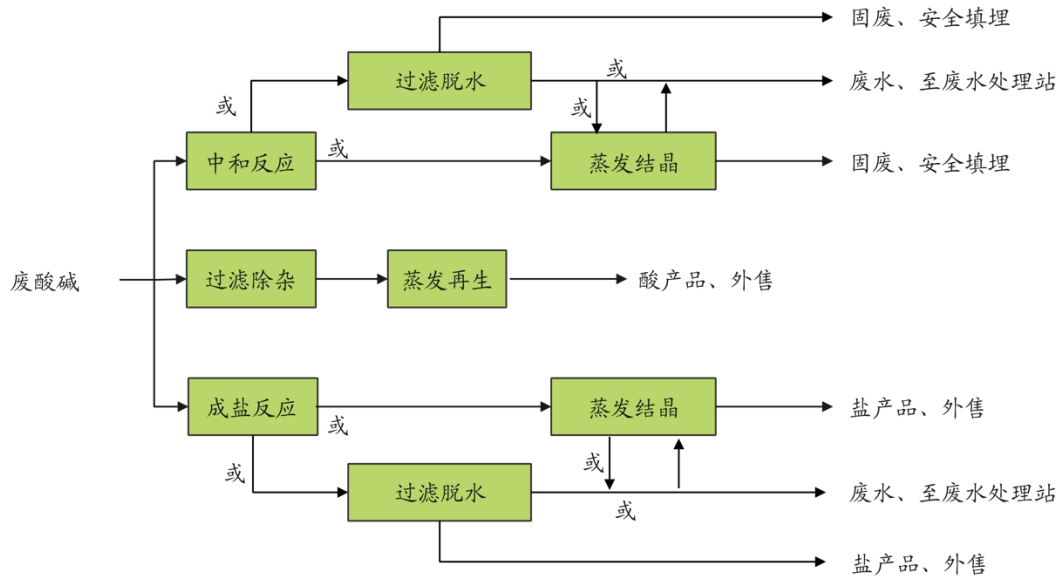 固废、安全填埋
过滤脱水
或
废水、至废水处理站
或
或
中和反应
或
蒸发结晶
固废、安全填埋
废酸碱
过滤除杂
蒸发再生
酸产品、外售
成盐反应
或
蒸发结晶
盐产品、外售
或
或
过滤脱水
或
废水、至废水处理站
盐产品、外售